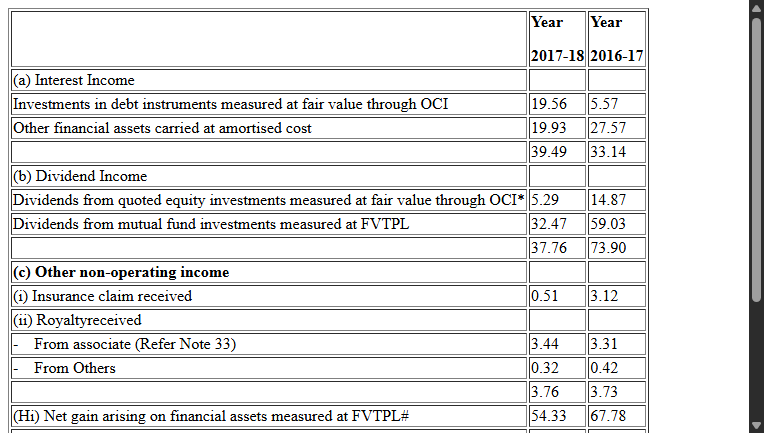 Year Year
2017-18 2016-17
(a) Interest Income
Investments in debt instruments measured at fair value through OCI 19.56 5.57
Other financial assets carried at amortised cost 19.93 27.57
39.49 33.14
(b) Dividend Income
Dividends from quoted equity investments measured at fair value through OCI* 5.29 14.87
Dividends from mutual fund investments measured at FVTPL 32.47 59.03
37.76 73.90
(c) Other non-operating income
(i) Insurance claim received 0.51 3.12
(ii) Royaltyreceived
- From associate (Refer Note 33) 3.44 3.31
- From Others 0.32 0.42
3.76 3.73
(Hi) Net gain arising on financial assets measured at FVTPL# 54.33 67.78